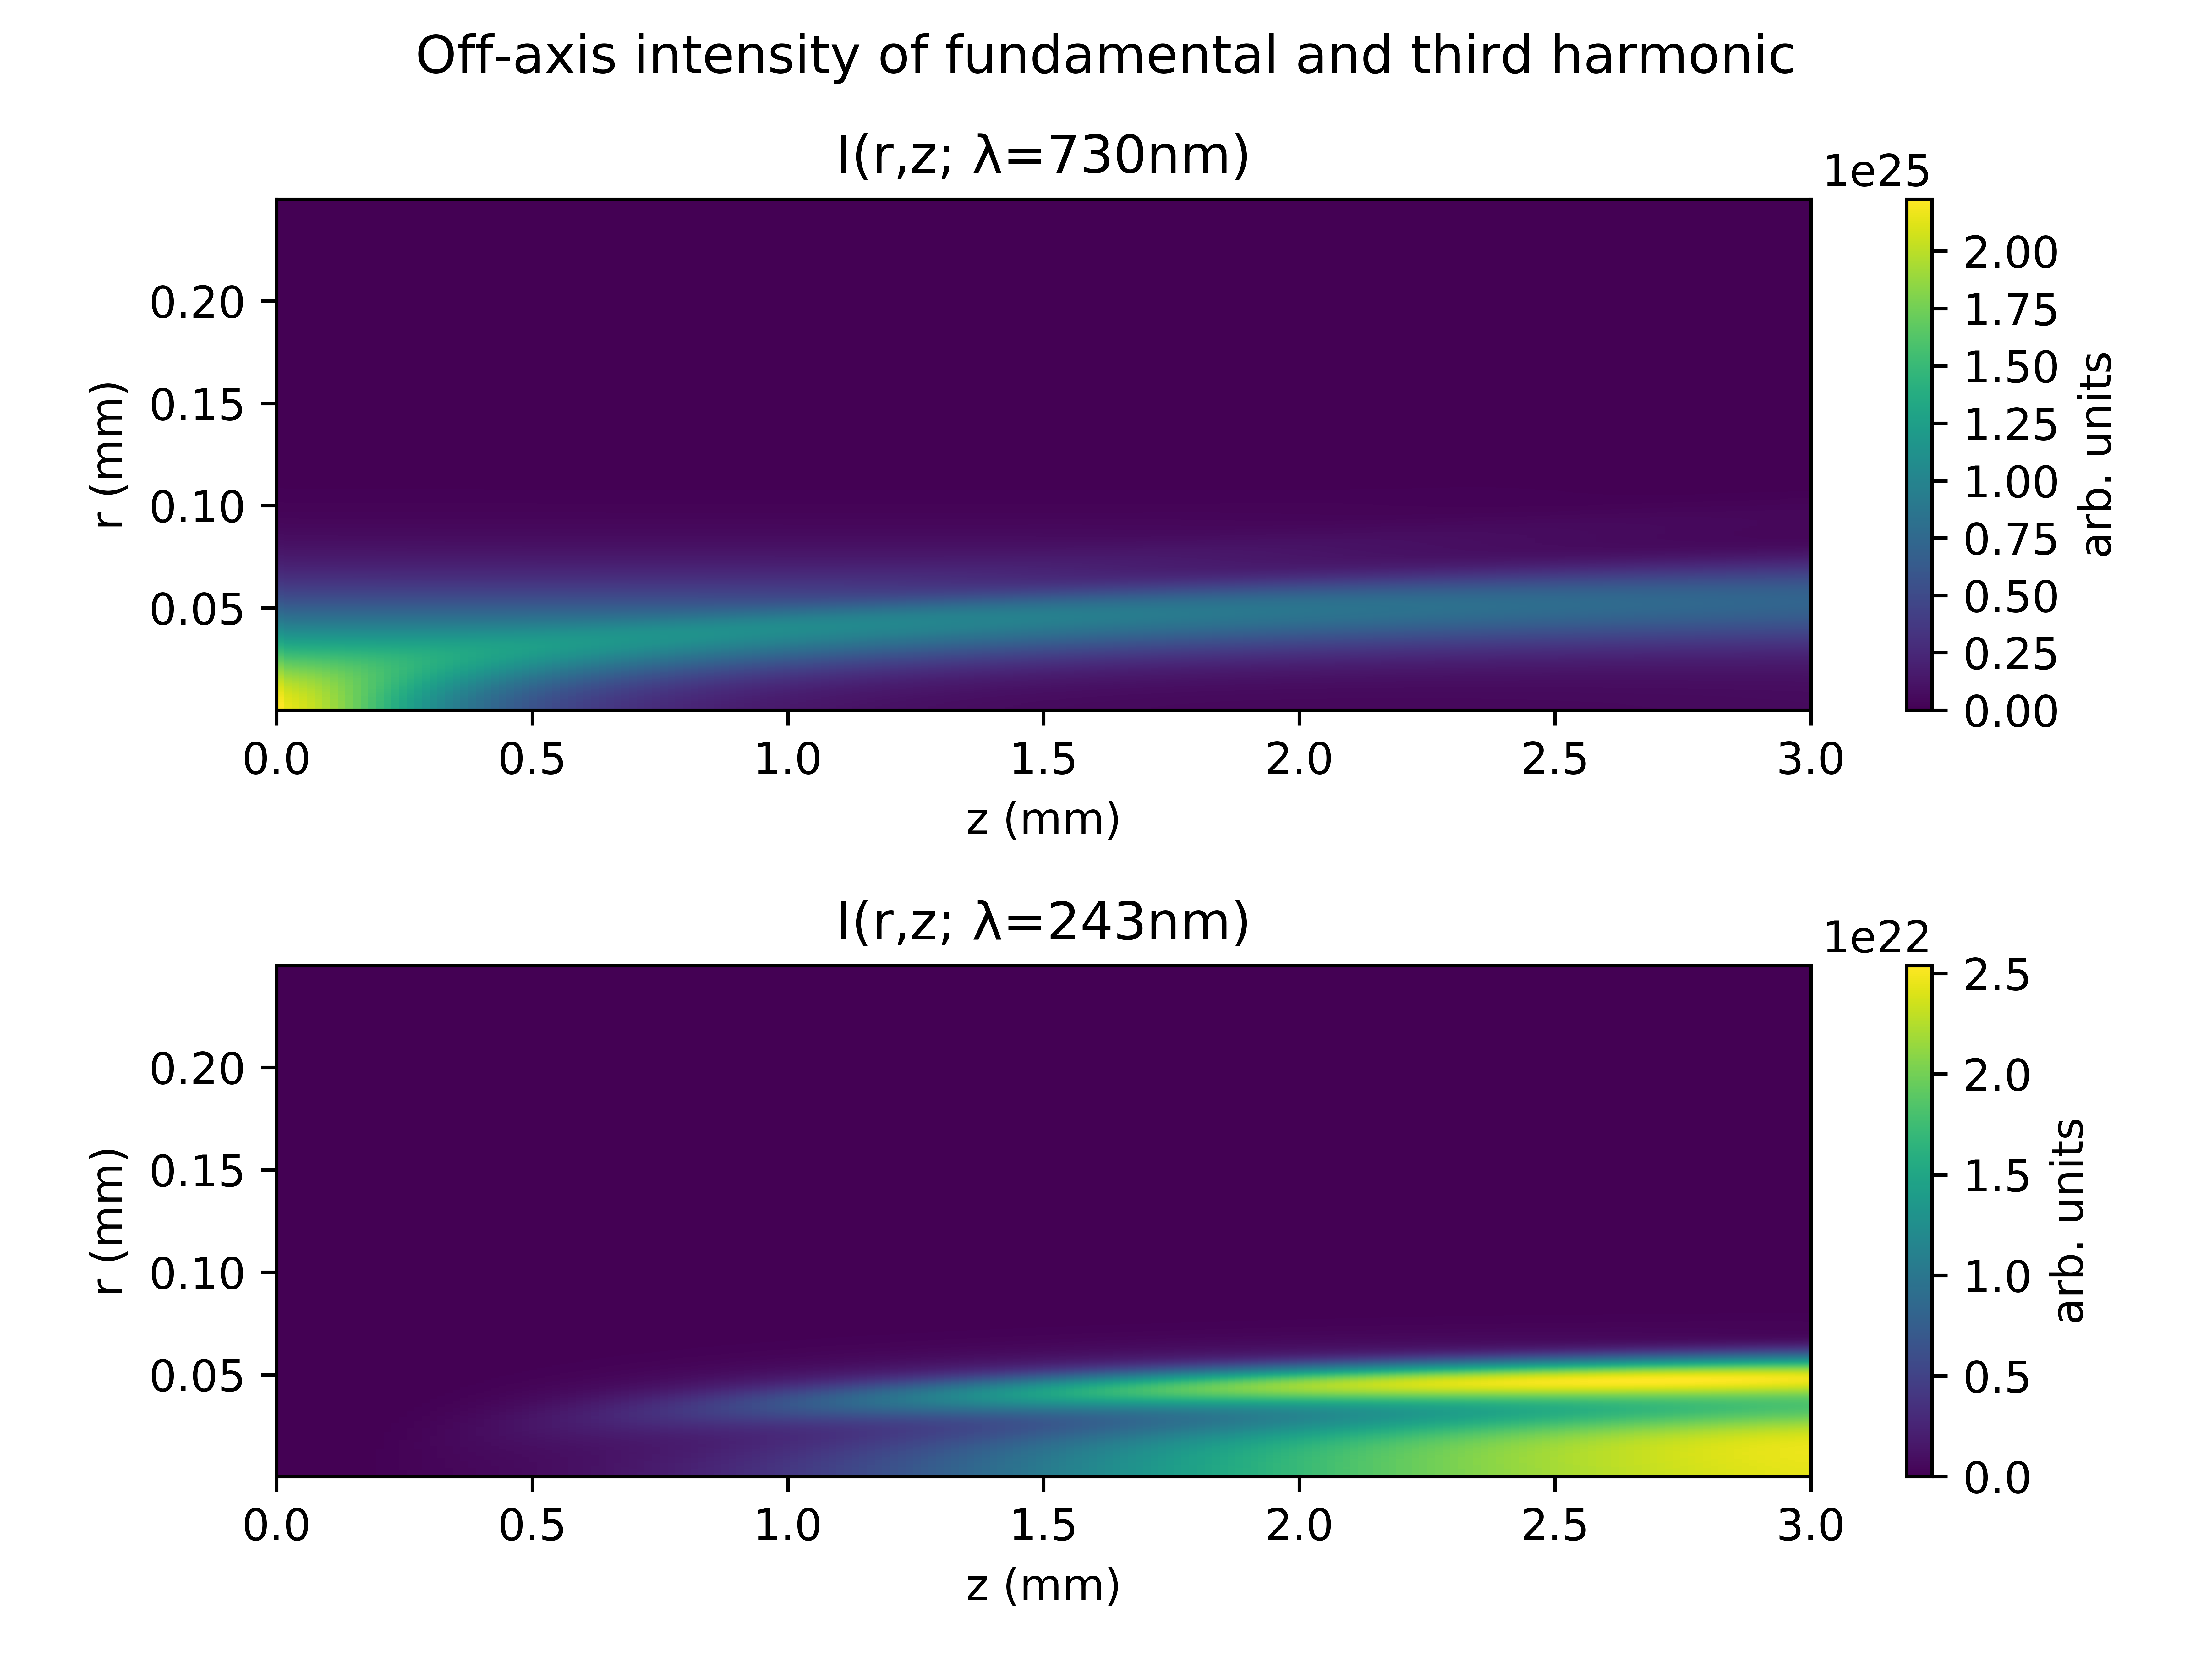 Off-axis intensity of fundamental and third harmonic
I(r,z; λ=730nm)
1e25
2.00
1.75
1.50
1.25
1.00
0.75
0.50
0.25
0.00
arb. units
0.20
0.15
0.10
0.05
r (mm)
0.0 0.5 1.0 1.5 2.0 2.5 3.0
z (mm)
I(r,z; λ=243nm)
1e22
2.5
2.0
1.5
1.0
0.5
0.0
arb. units
0.20
0.15
0.10
0.05
r (mm)
0.0 0.5 1.0 1.5 2.0 2.5 3.0
z (mm)